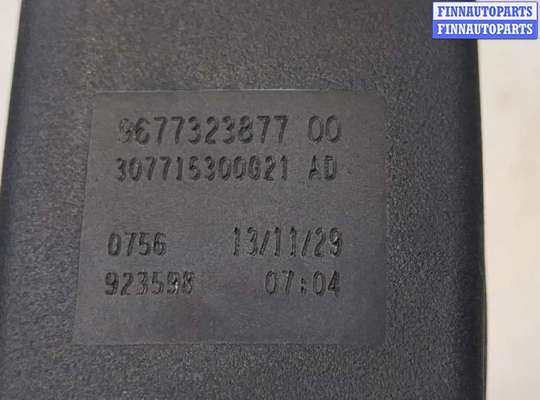 FINNAUTOPARTS
FINNAUTOPARTS
9677323877 00
307715300G21 AD
0756 13/11/29
923598 07:04